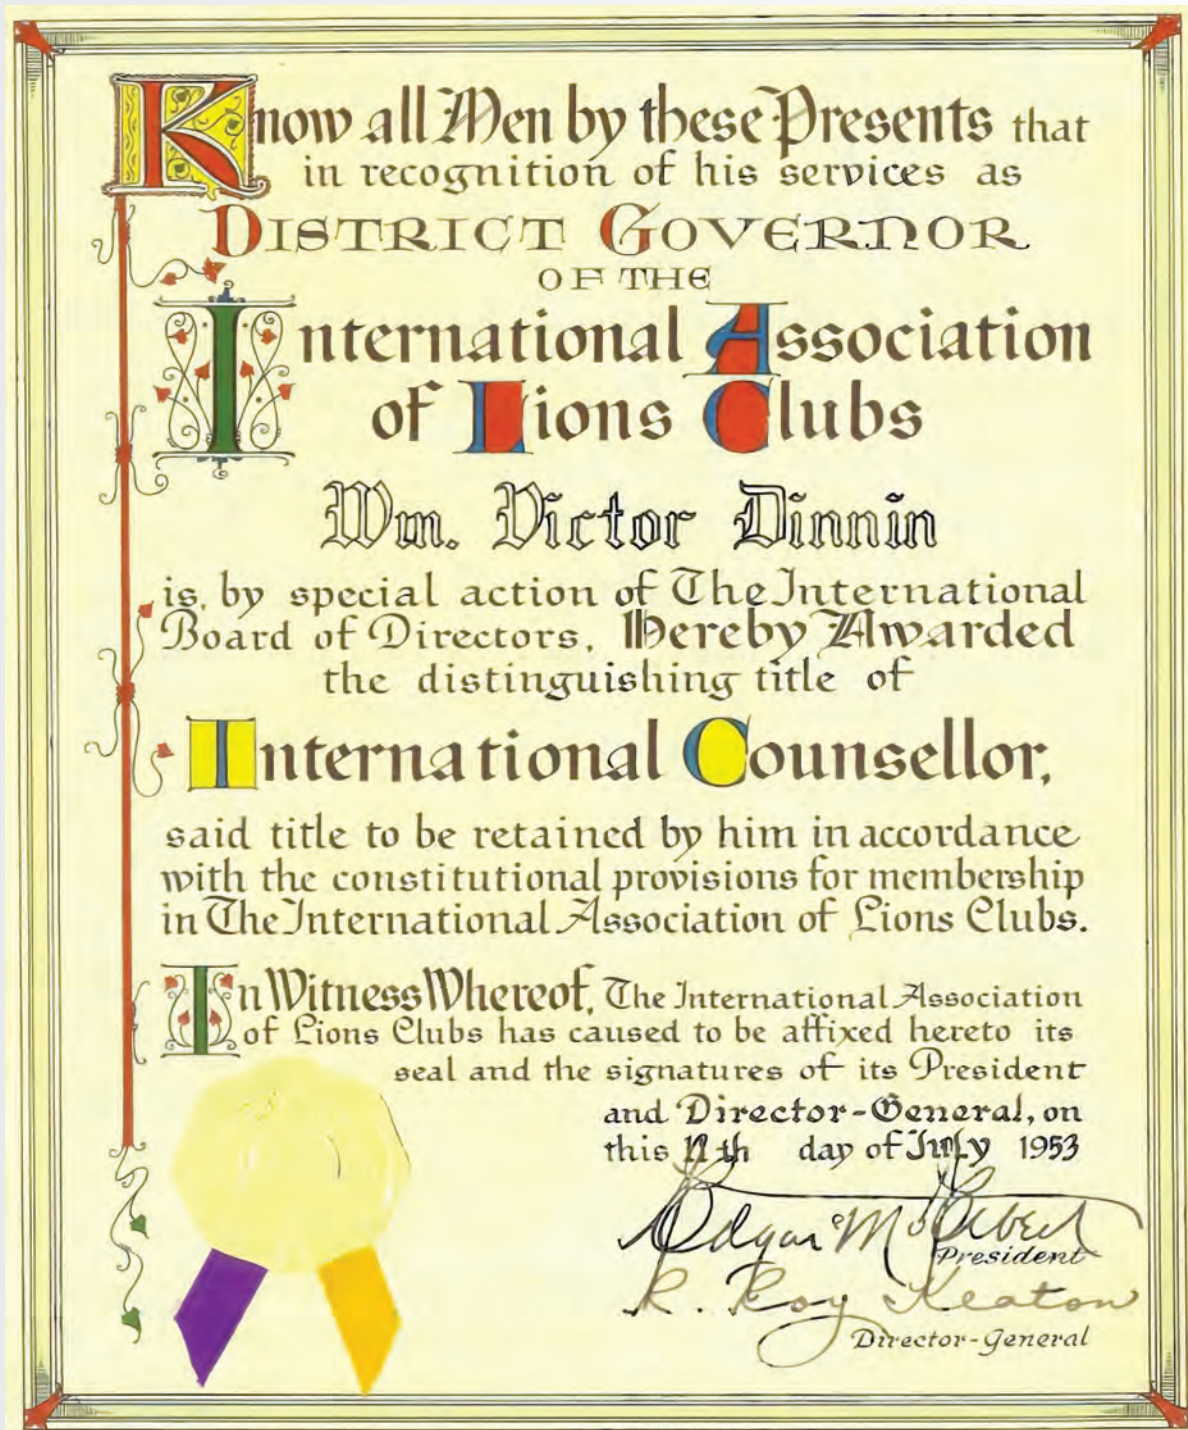 Know all Men by these Presents that
in recognition of his services as
DISTRICT GOVERNOR
OF THE
International Association
of Lions Clubs
Wm. Victor Dinnin
is, by special action of The International
Board of Directors, Hereby Awarded
the distinguishing title of
International Counsellor,
said title to be retained by him in accordance
with the constitutional provisions for membership
in The International Association of Lions Clubs.
In Witness Whereof, The International Association
of Lions Clubs has caused to be affixed hereto its
seal and the signatures of its President
and Director-General, on
this 11th day of July 1953
Edgar M. Elbert
President
R. Roy Keaton
Director-General